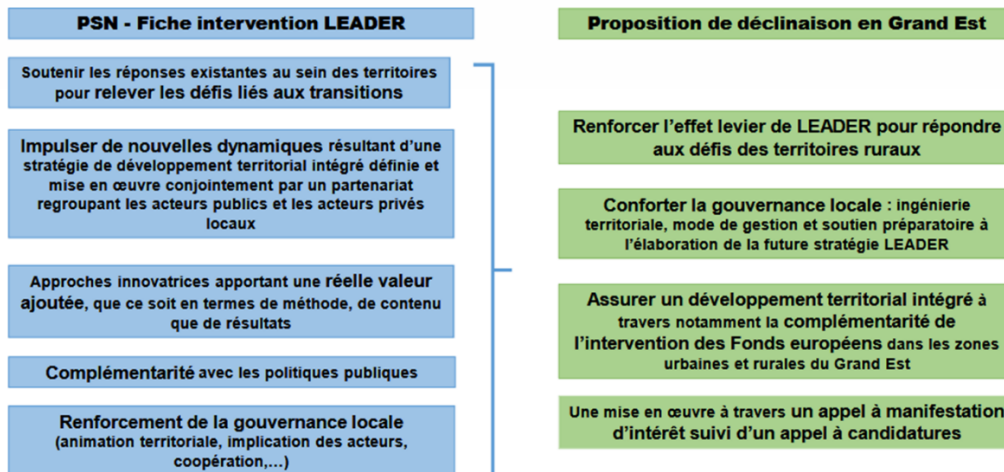 PSN - Fiche intervention LEADER
Soutenir les réponses existantes au sein des territoires
pour relever les défis liés aux transitions
Impulser de nouvelles dynamiques résultant d'une
stratégie de développement territorial intégré définie et
mise en œuvre conjointement par un partenariat
regroupant les acteurs publics et les acteurs privés
locaux
Approches innovatrices apportant une réelle valeur
ajoutée, que ce soit en termes de méthode, de contenu
que de résultats
Complémentarité avec les politiques publiques
Renforcement de la gouvernance locale
(animation territoriale, implication des acteurs,
coopération,...)
Proposition de déclinaison en Grand Est
Renforcer l'effet levier de LEADER pour répondre
aux défis des territoires ruraux
Conforter la gouvernance locale : ingénierie
territoriale, mode de gestion et soutien préparatoire à
l'élaboration de la future stratégie LEADER
Assurer un développement territorial intégré à
travers notamment la complémentarité de
l'intervention des Fonds européens dans les zones
urbaines et rurales du Grand Est
Une mise en œuvre à travers un appel à manifestation
d'intérêt suivi d'un appel à candidatures